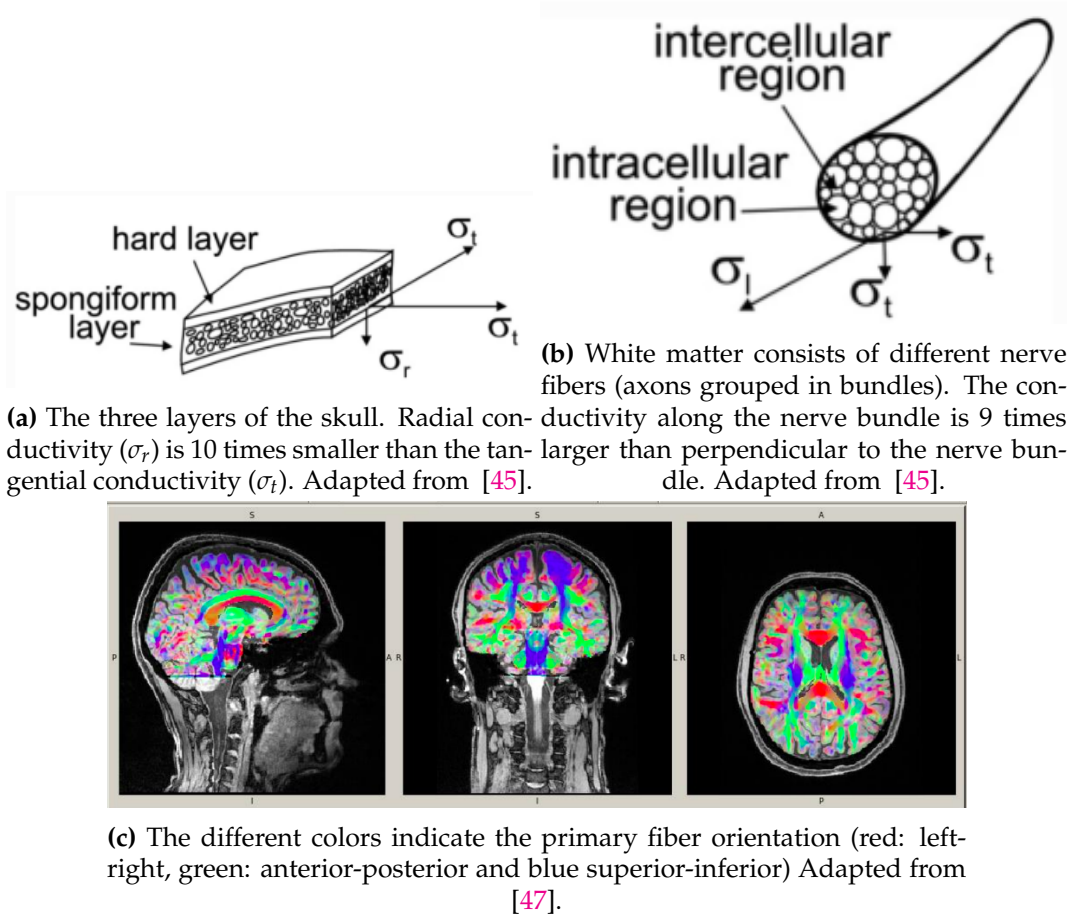 hard layer
spongiform
layer
σt
σt
σr
(a) The three layers of the skull. Radial con-
ductivity (σr) is 10 times smaller than the tan-
gential conductivity (σt). Adapted from [45].
intercellular
region
intracellular
region
σl
σt
σt
(b) White matter consists of different nerve
fibers (axons grouped in bundles). The con-
ductivity along the nerve bundle is 9 times
larger than perpendicular to the nerve bun-
dle. Adapted from [45].
S
P
A
I
S
R
L
I
A
R
L
P
(c) The different colors indicate the primary fiber orientation (red: left-
right, green: anterior-posterior and blue superior-inferior) Adapted from
[47].